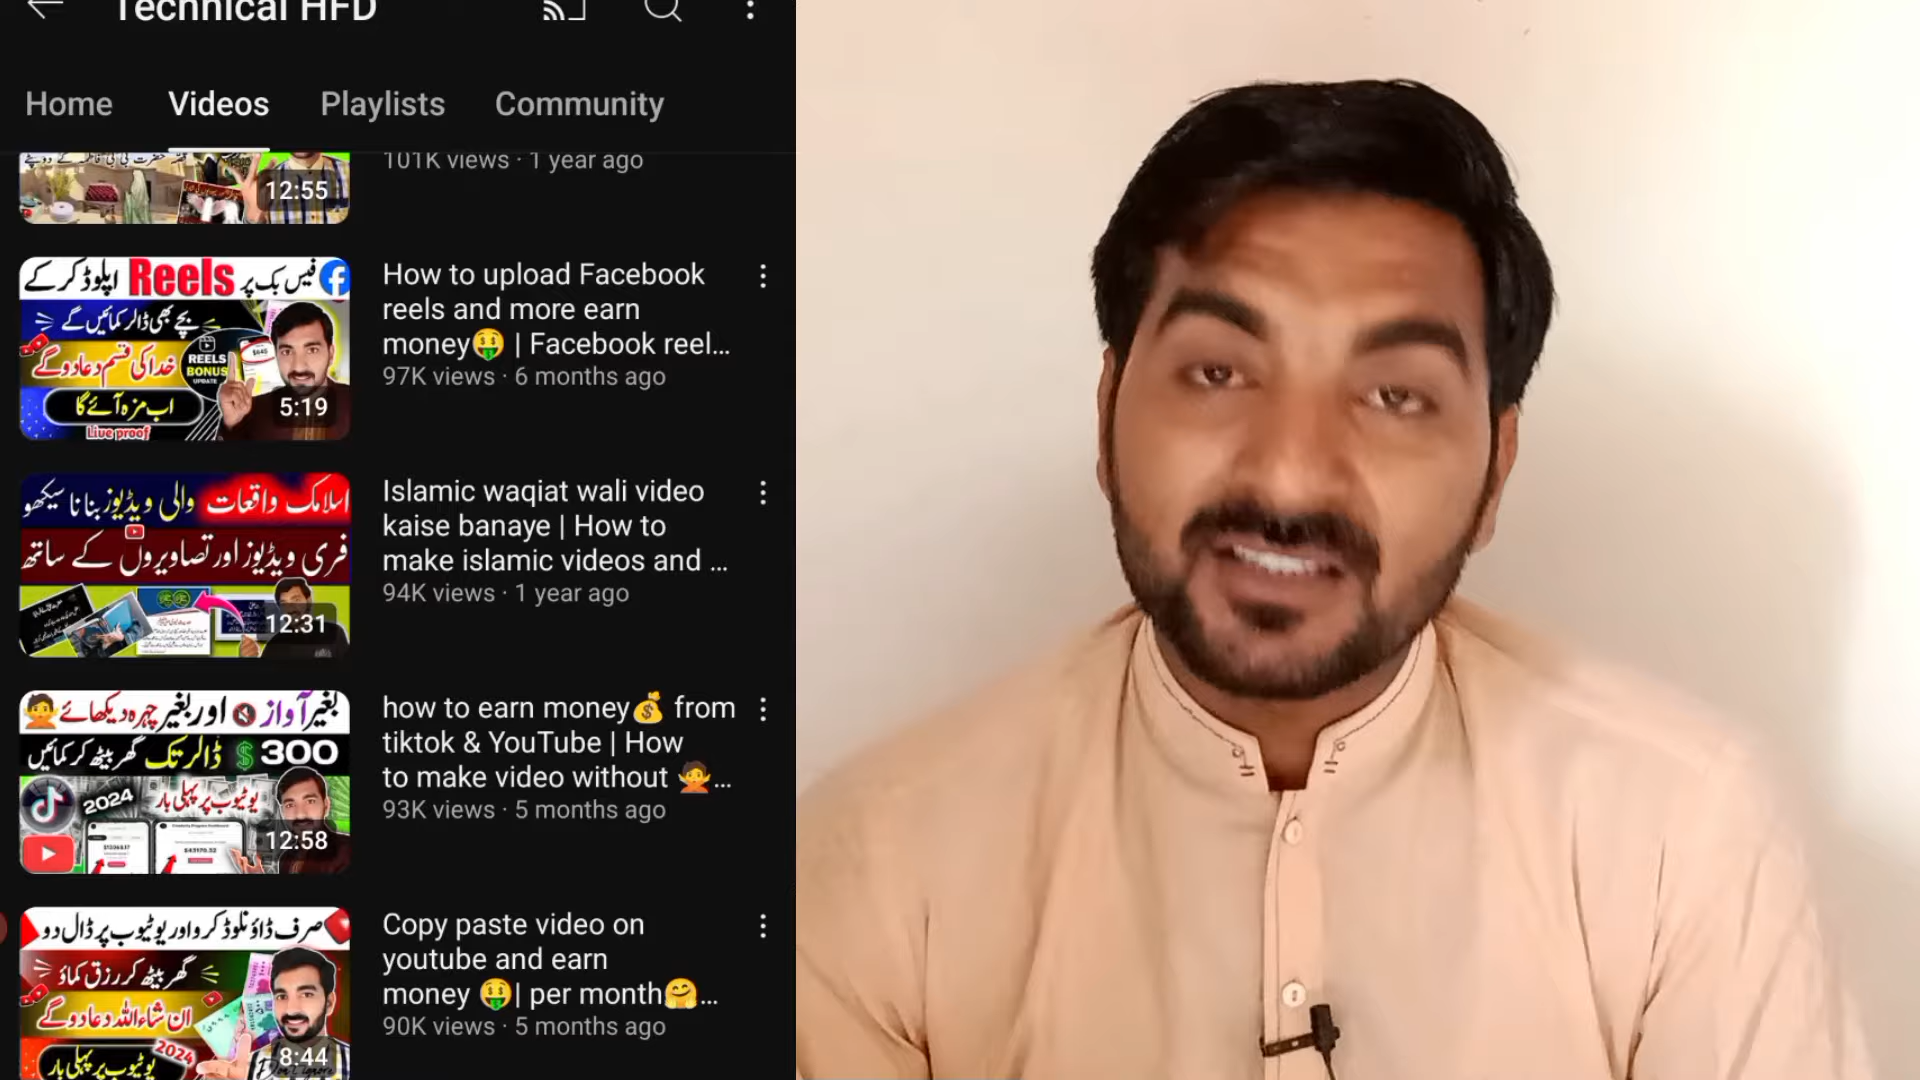 Technical HFD
Home Videos Playlists Community
12:55
101K views · 1 year ago
فیس بک پر Reels اپلوڈ کر کے
بچے بھی ڈالر کمائیں گے
خدا کی قسم دعا دو گے
اب مزہ آئے گا
Live proof
REELS
BONUS
UPDATE
$645
5:19
How to upload Facebook
reels and more earn
money🤑 | Facebook reel...
97K views · 6 months ago
اسلامک واقعات والی ویڈیوز بنانا سیکھو
فری ویڈیوز اور تصاویروں کے ساتھ
12:31
Islamic waqiat wali video
kaise banaye | How to
make islamic videos and ...
94K views · 1 year ago
بغیر آواز اور بغیر چہرہ دیکھائے
300 $ ڈالر تک گھر بیٹھ کر کمائیں
2024
یوٹیوب پر پہلی بار
12:58
how to earn money💰 from
tiktok & YouTube | How
to make video without 🙅...
93K views · 5 months ago
صرف ڈاؤنلوڈ کرو اور یوٹیوب پر ڈال دو
گھر بیٹھ کر رزق کماؤ
ان شاءاللہ دعا دو گے
2024
یوٹیوب پر پہلی بار
Don't ignore
8:44
Copy paste video on
youtube and earn
money 🤑| per month🤗...
90K views · 5 months ago